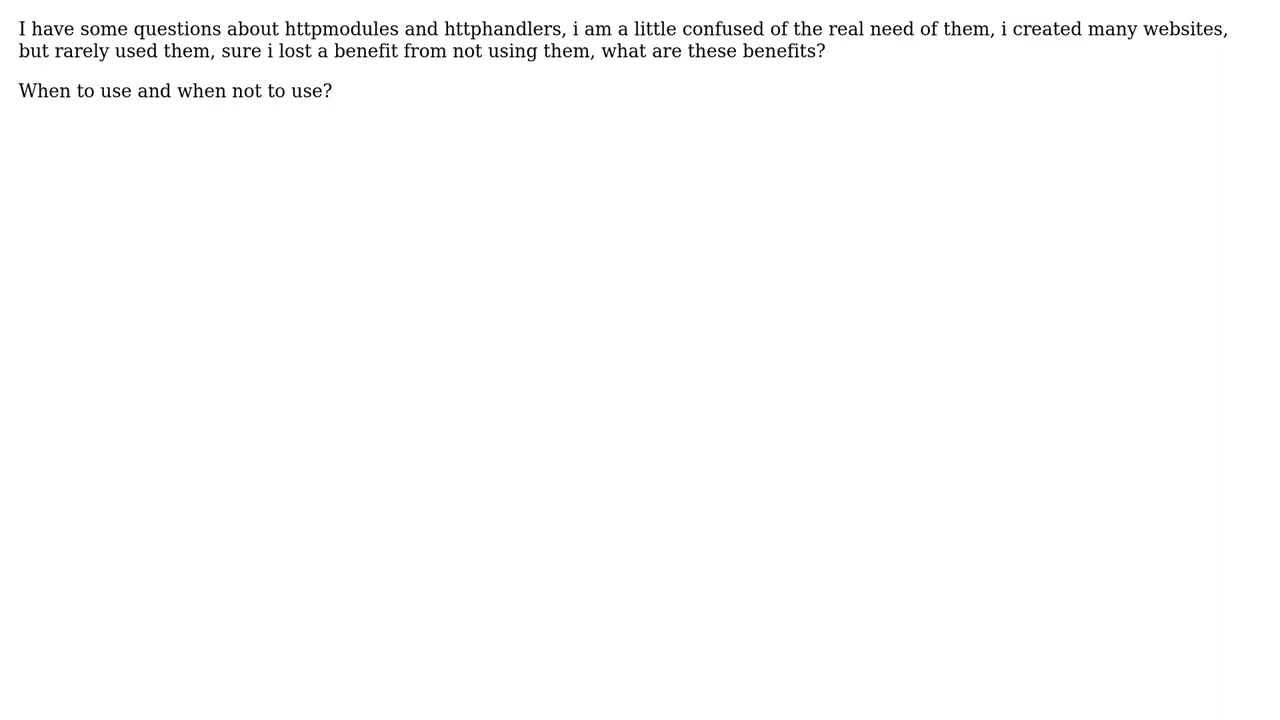 I have some questions about httpmodules and httphandlers, i am a little confused of the real need of them, i created many websites,
but rarely used them, sure i lost a benefit from not using them, what are these benefits?
When to use and when not to use?